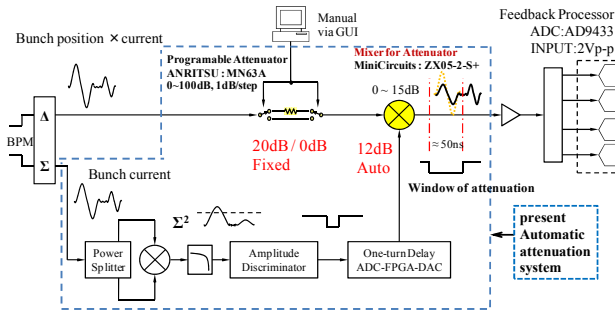 Bunch position × current
Manual
via GUI
Feedback Processor
ADC:AD9433
INPUT:2Vp-p
Programable Attenuator
ANRITSU : MN63A
0~100dB, 1dB/step
Mixer for Attenuator
MiniCircuits : ZX05-2-S+
0 ~ 15dB
Δ
BPM
Σ
20dB / 0dB
Fixed
12dB
Auto
≈ 50ns
Window of attenuation
Bunch current
Σ²
Power
Splitter
Amplitude
Discriminator
One-turn Delay
ADC-FPGA-DAC
present
Automatic
attenuation
system